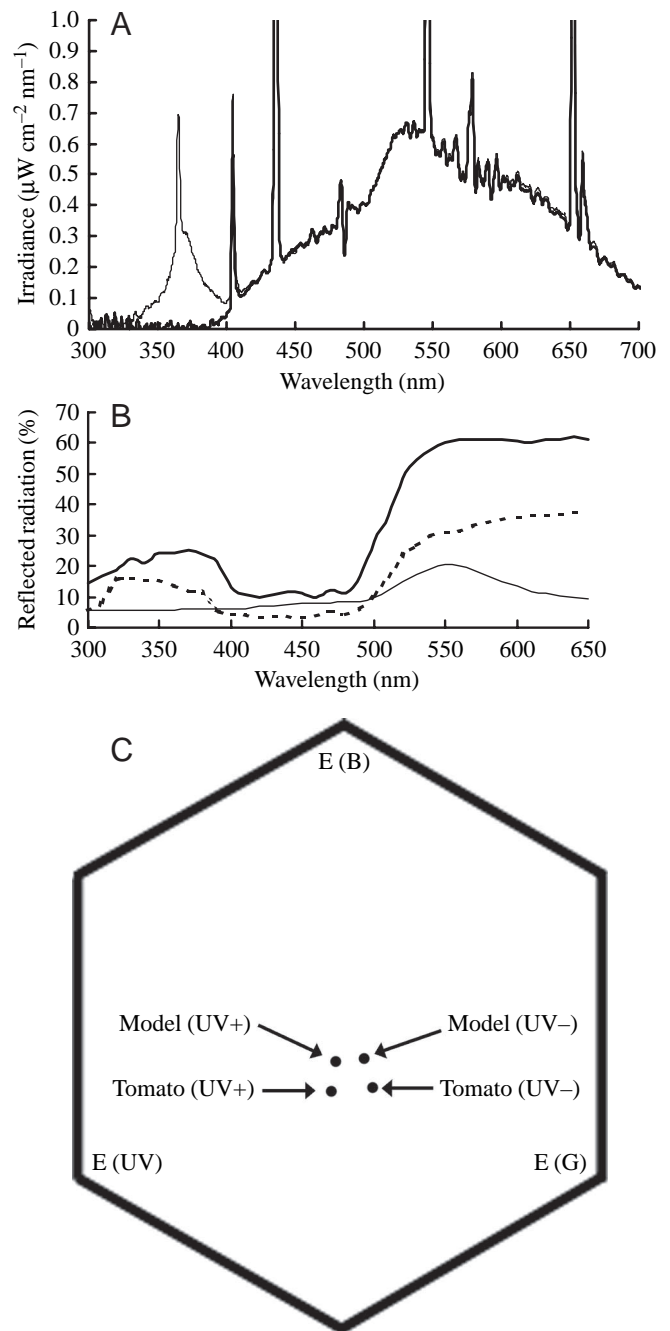 A
Irradiance (µW cm–2 nm–1)
1.0
0.9
0.8
0.7
0.6
0.5
0.4
0.3
0.2
0.1
0
300 350 400 450 500 550 600 650 700
Wavelength (nm)
B
Reflected radiation (%)
70
60
50
40
30
20
10
0
300 350 400 450 500 550 600 650
Wavelength (nm)
C
E (B)
Model (UV+) Model (UV–)
Tomato (UV+) Tomato (UV–)
E (UV) E (G)